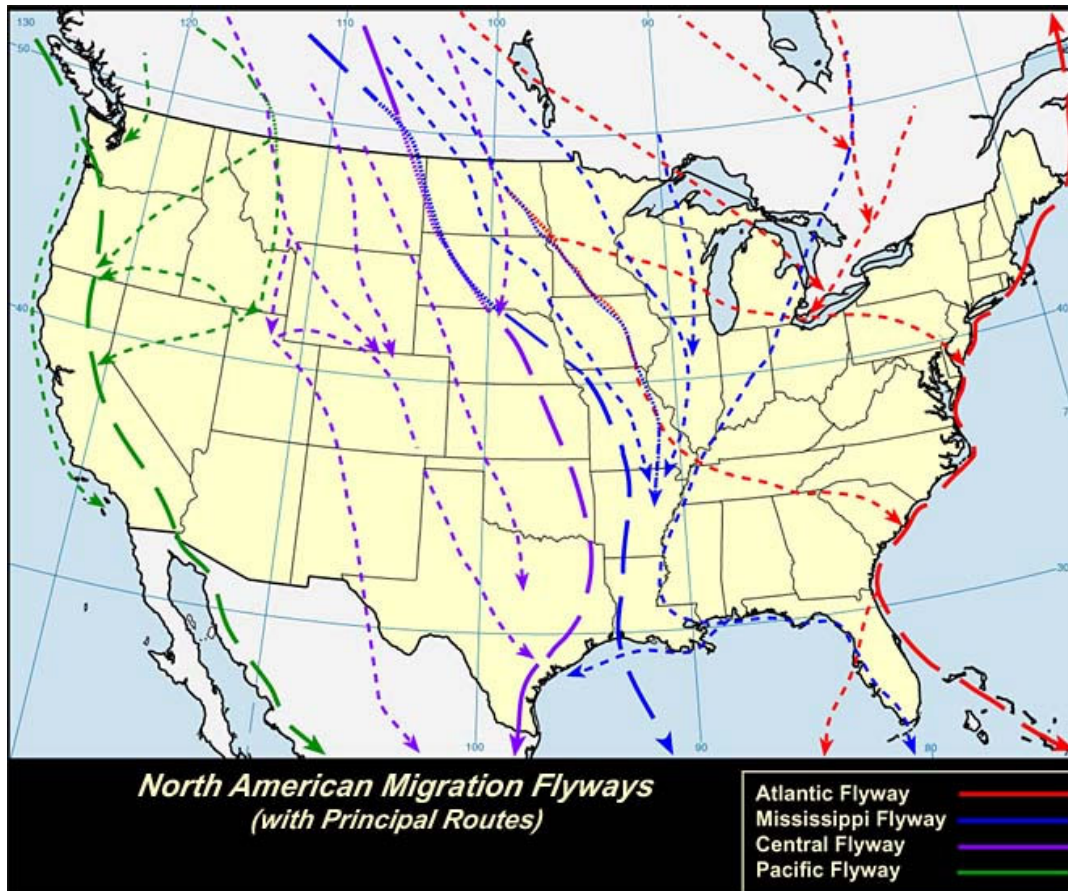 130
120
110
100
90
50
40
40
30
100
90
80
North American Migration Flyways
(with Principal Routes)
Atlantic Flyway
Mississippi Flyway
Central Flyway
Pacific Flyway